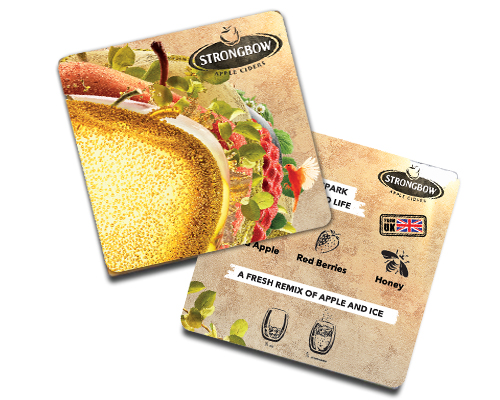 STRONGBOW
APPLE CIDERS
STRONGBOW
APPLE CIDERS
PARK
LIFE
FROM
UK
Apple
Red Berries
Honey
A FRESH REMIX OF APPLE AND ICE